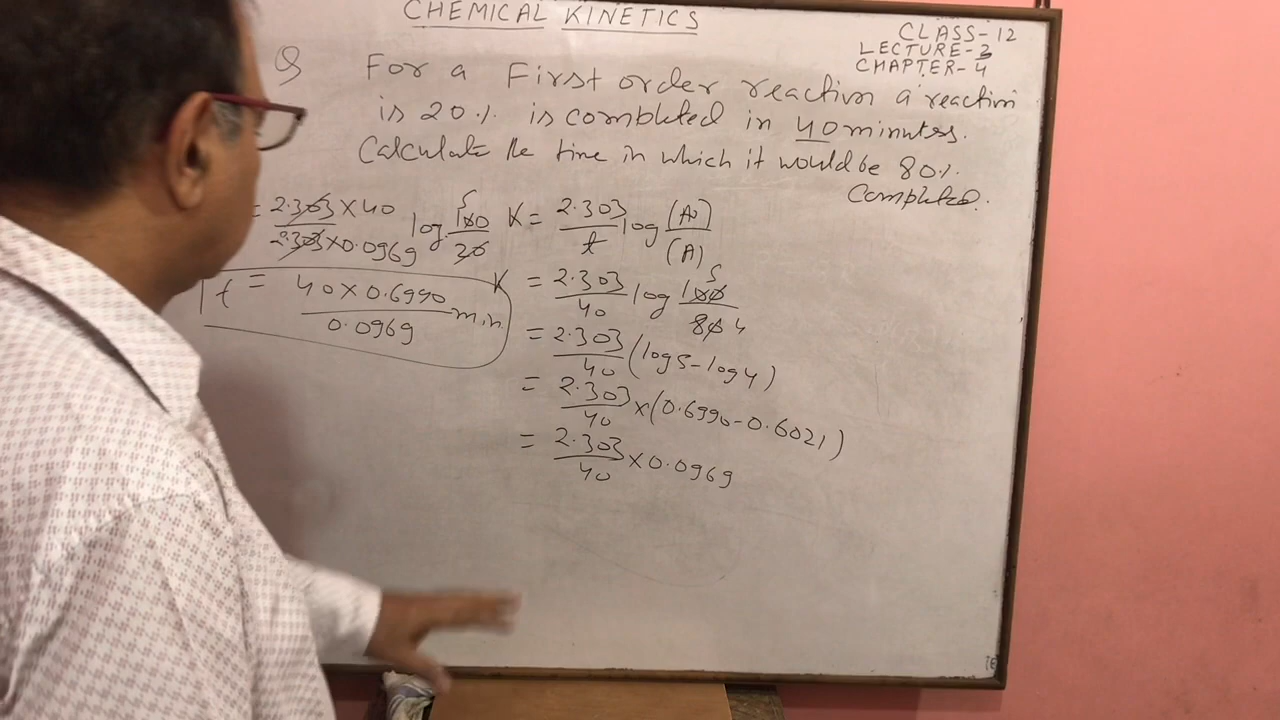 CHEMICAL KINETICS
CLASS-12
LECTURE-3
CHAPTER-4
Q For a First order reaction a reaction
is 20% is completed in 40 minutes.
Calculate the time in which it would be 80%
Completed.
= 2.303 X 40 / 2.303 X 0.0969 log 100 5 / 20
t = 40 X 0.6990 / 0.0969 min
K = 2.303 / t log (A0) / (A)
K = 2.303 / 40 log 100 5 / 80 4
= 2.303 / 40 (log5-log4)
= 2.303 / 40 X (0.6990-0.6021)
= 2.303 / 40 X 0.0969